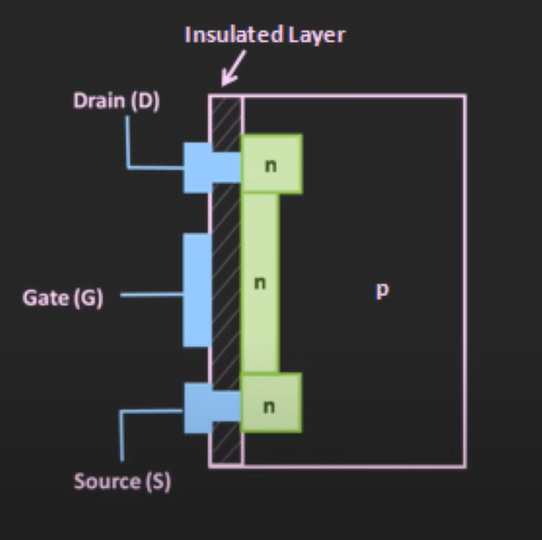 Insulated Layer
Drain (D)
n
n
p
Gate (G)
n
Source (S)